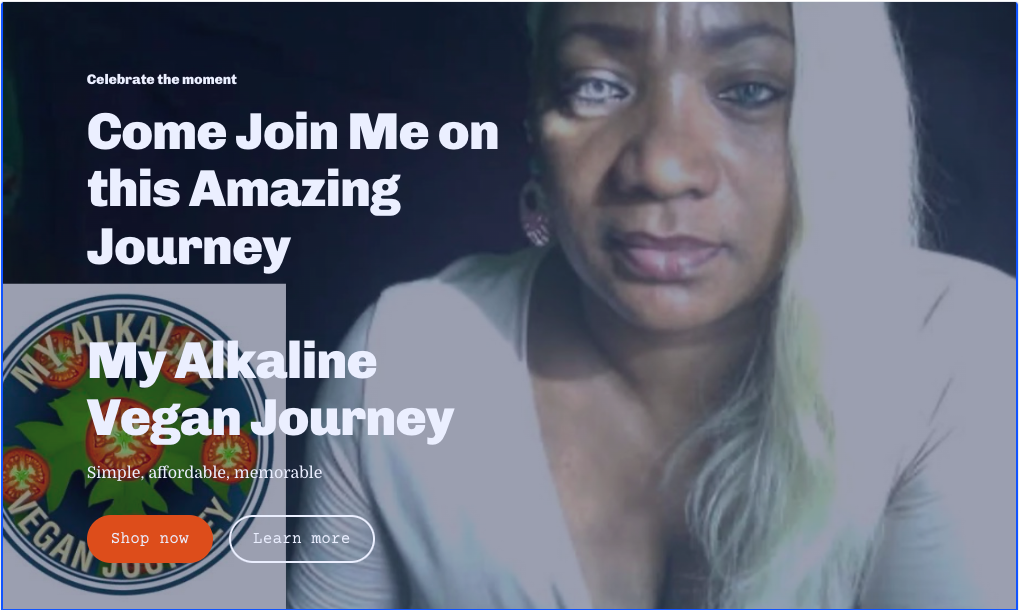 Celebrate the moment
Come Join Me on
this Amazing
Journey
MY ALKALINE
My Alkaline
Vegan Journey
Simple, affordable, memorable
VEGAN JOURNEY
Shop now
Learn more